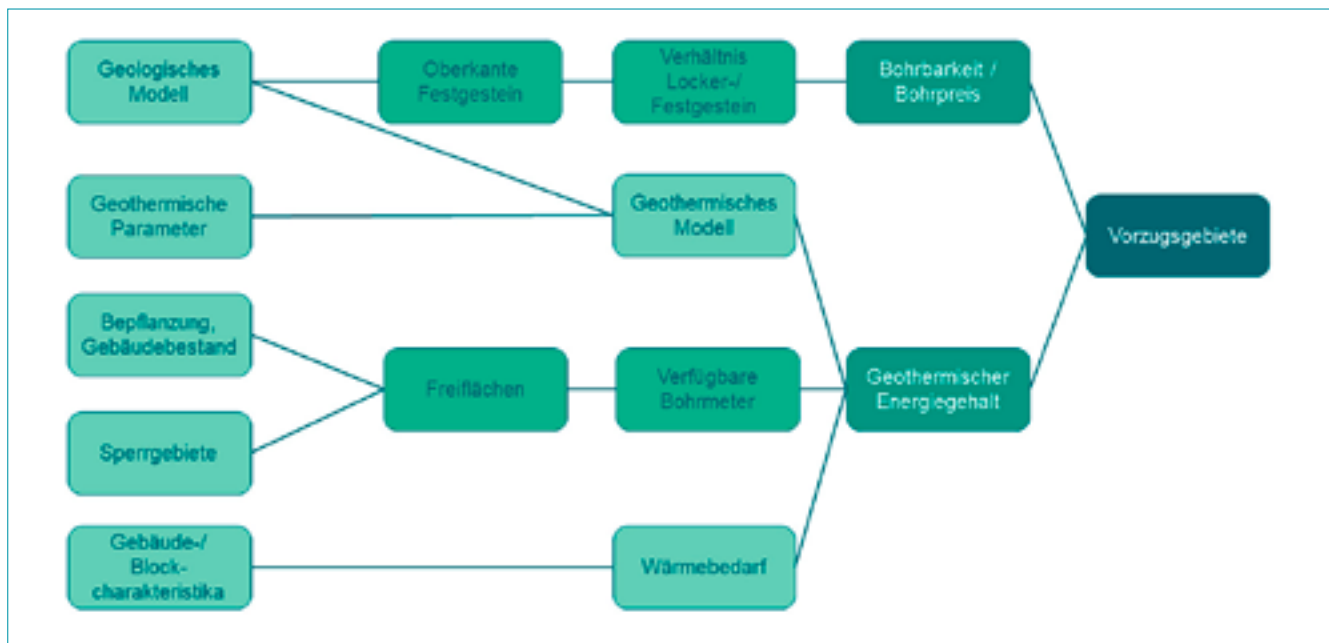 Geologisches
Modell
Oberkante
Festgestein
Verhältnis
Locker-/
Festgestein
Bohrbarkeit /
Bohrpreis
Geothermische
Parameter
Geothermisches
Modell
Vorzugsgebiete
Bepflanzung,
Gebäudebestand
Freiflächen
Verfügbare
Bohrmeter
Geothermischer
Energiegehalt
Sperrgebiete
Gebäude-/
Block-
charakteristika
Wärmebedarf